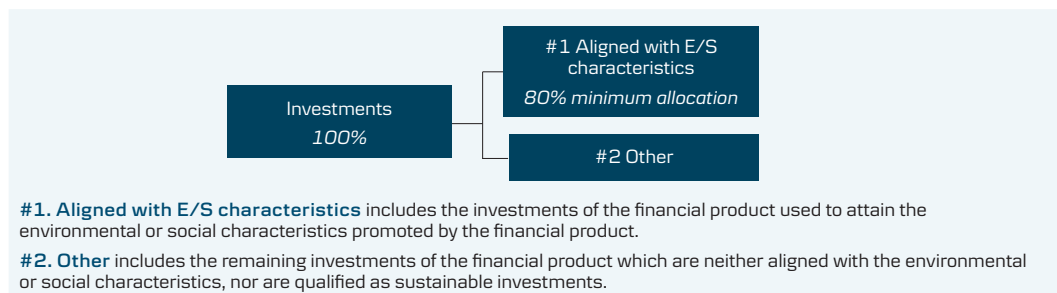 #1 Aligned with E/S
characteristics
80% minimum allocation
Investments
100%
#2 Other
#1. Aligned with E/S characteristics includes the investments of the financial product used to attain the
environmental or social characteristics promoted by the financial product.
#2. Other includes the remaining investments of the financial product which are neither aligned with the environmental
or social characteristics, nor are qualified as sustainable investments.